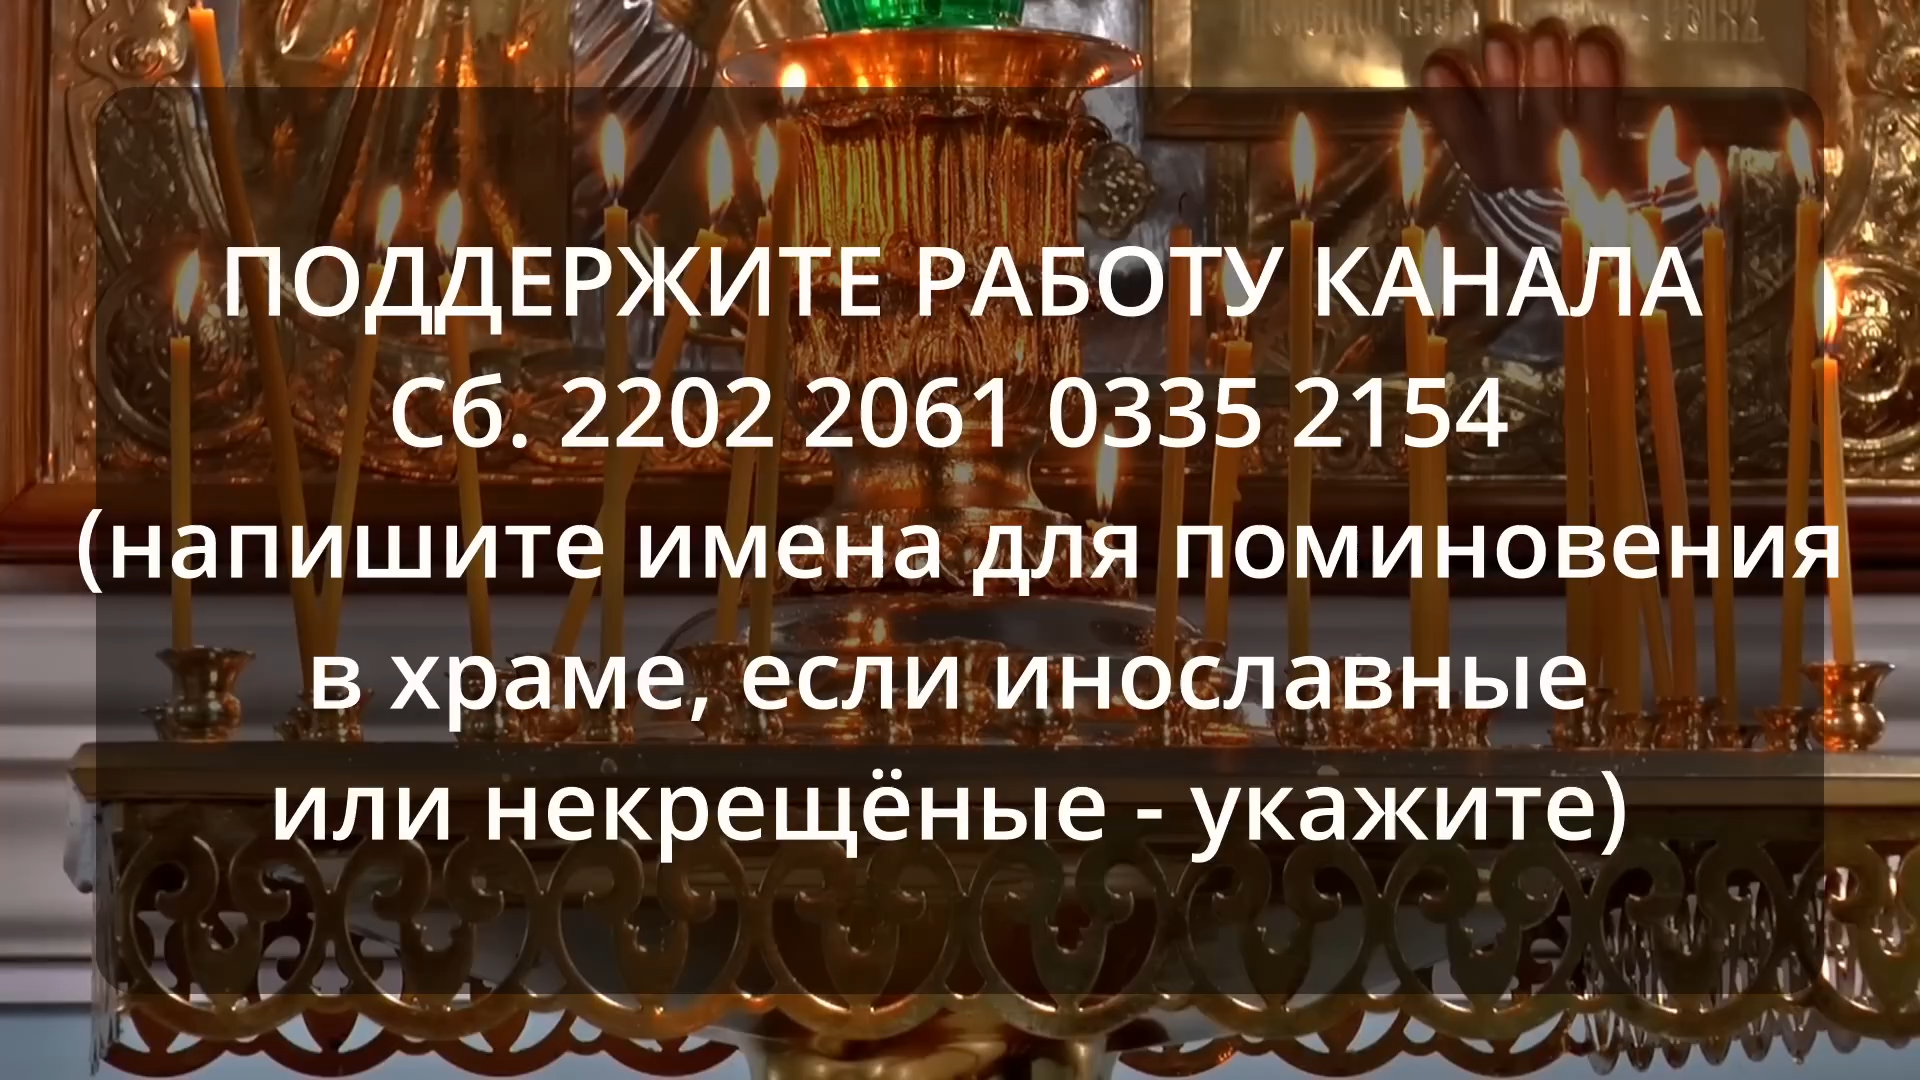 ПОДДЕРЖИТЕ РАБОТУ КАНАЛА
Сб. 2202 2061 0335 2154
(напишите имена для поминовения
в храме, если инославные
или некрещёные - укажите)